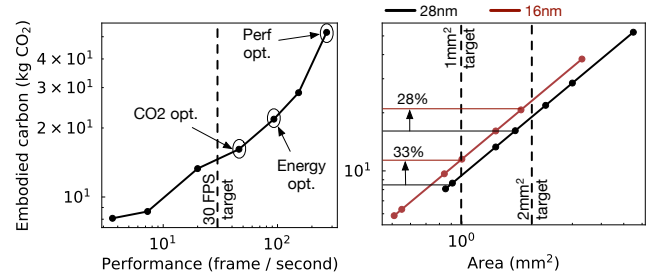 28nm
16nm
Embodied carbon (kg CO2)
4 × 10¹
3 × 10¹
2 × 10¹
10¹
Perf
opt.
CO2 opt.
Energy
opt.
30 FPS
target
10¹
10²
Performance (frame / second)
1mm²
target
28%
33%
2mm²
target
10¹
10⁰
Area (mm²)